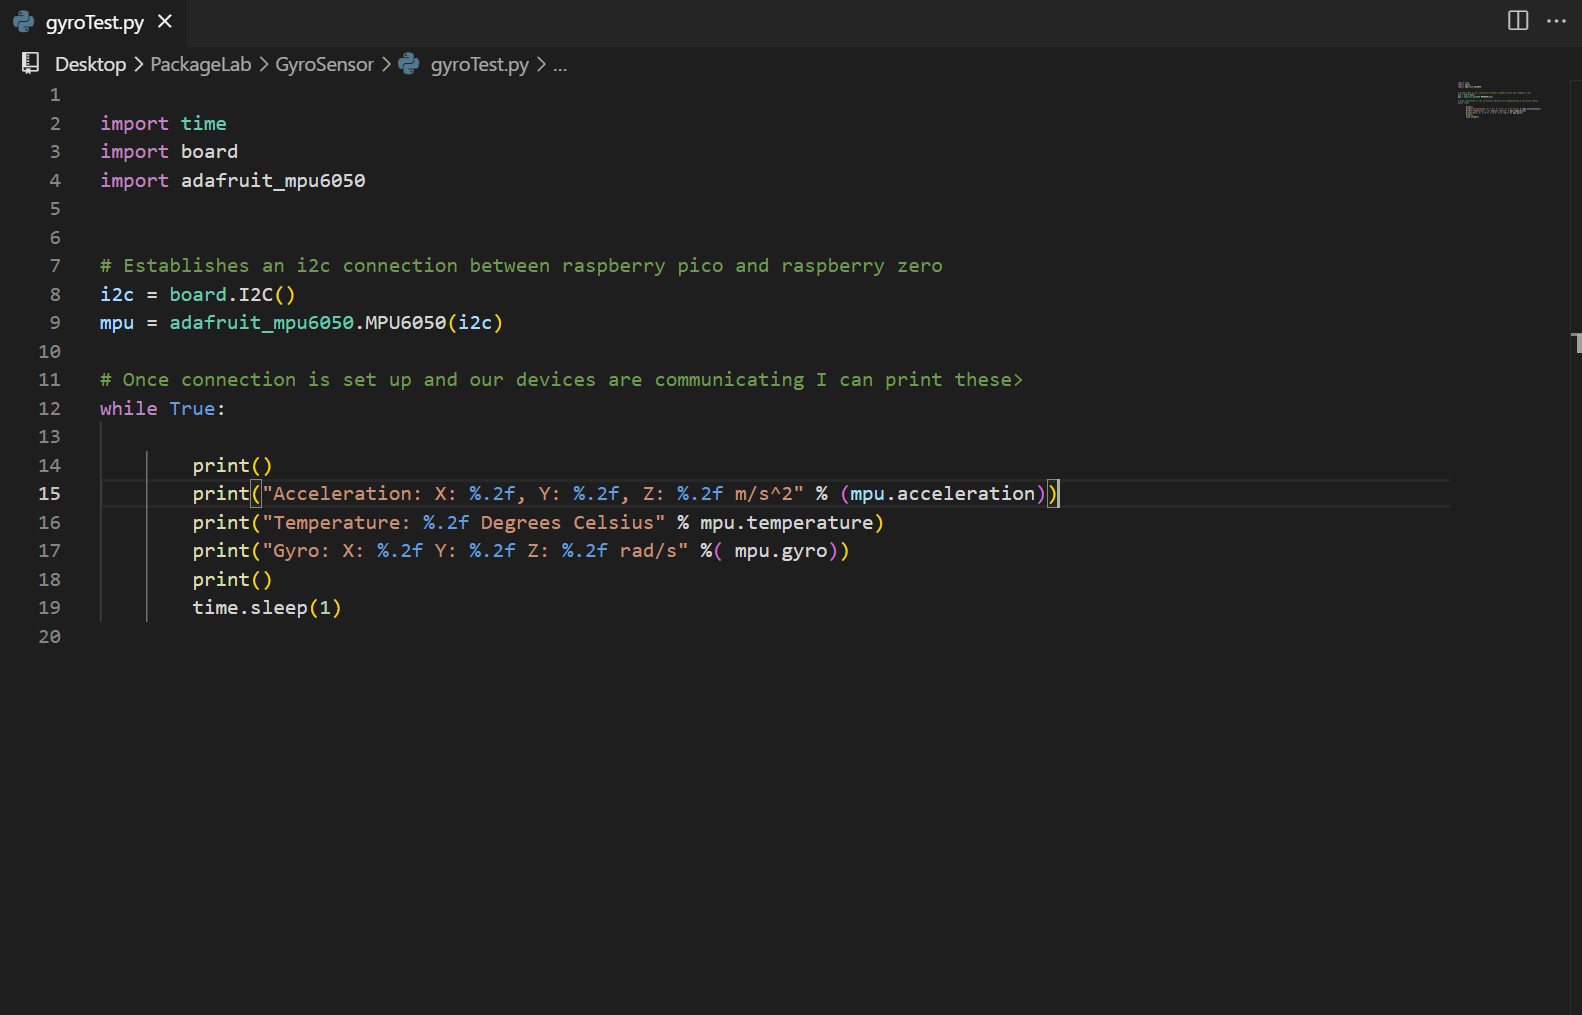 gyroTest.py
Desktop > PackageLab > GyroSensor > gyroTest.py > ...
1
2 import time
3 import board
4 import adafruit_mpu6050
5
6
7 # Establishes an i2c connection between raspberry pico and raspberry zero
8 i2c = board.I2C()
9 mpu = adafruit_mpu6050.MPU6050(i2c)
10
11 # Once connection is set up and our devices are communicating I can print these>
12 while True:
13
14 print()
15 print("Acceleration: X: %.2f, Y: %.2f, Z: %.2f m/s^2" % (mpu.acceleration))
16 print("Temperature: %.2f Degrees Celsius" % mpu.temperature)
17 print("Gyro: X: %.2f Y: %.2f Z: %.2f rad/s" %( mpu.gyro))
18 print()
19 time.sleep(1)
20